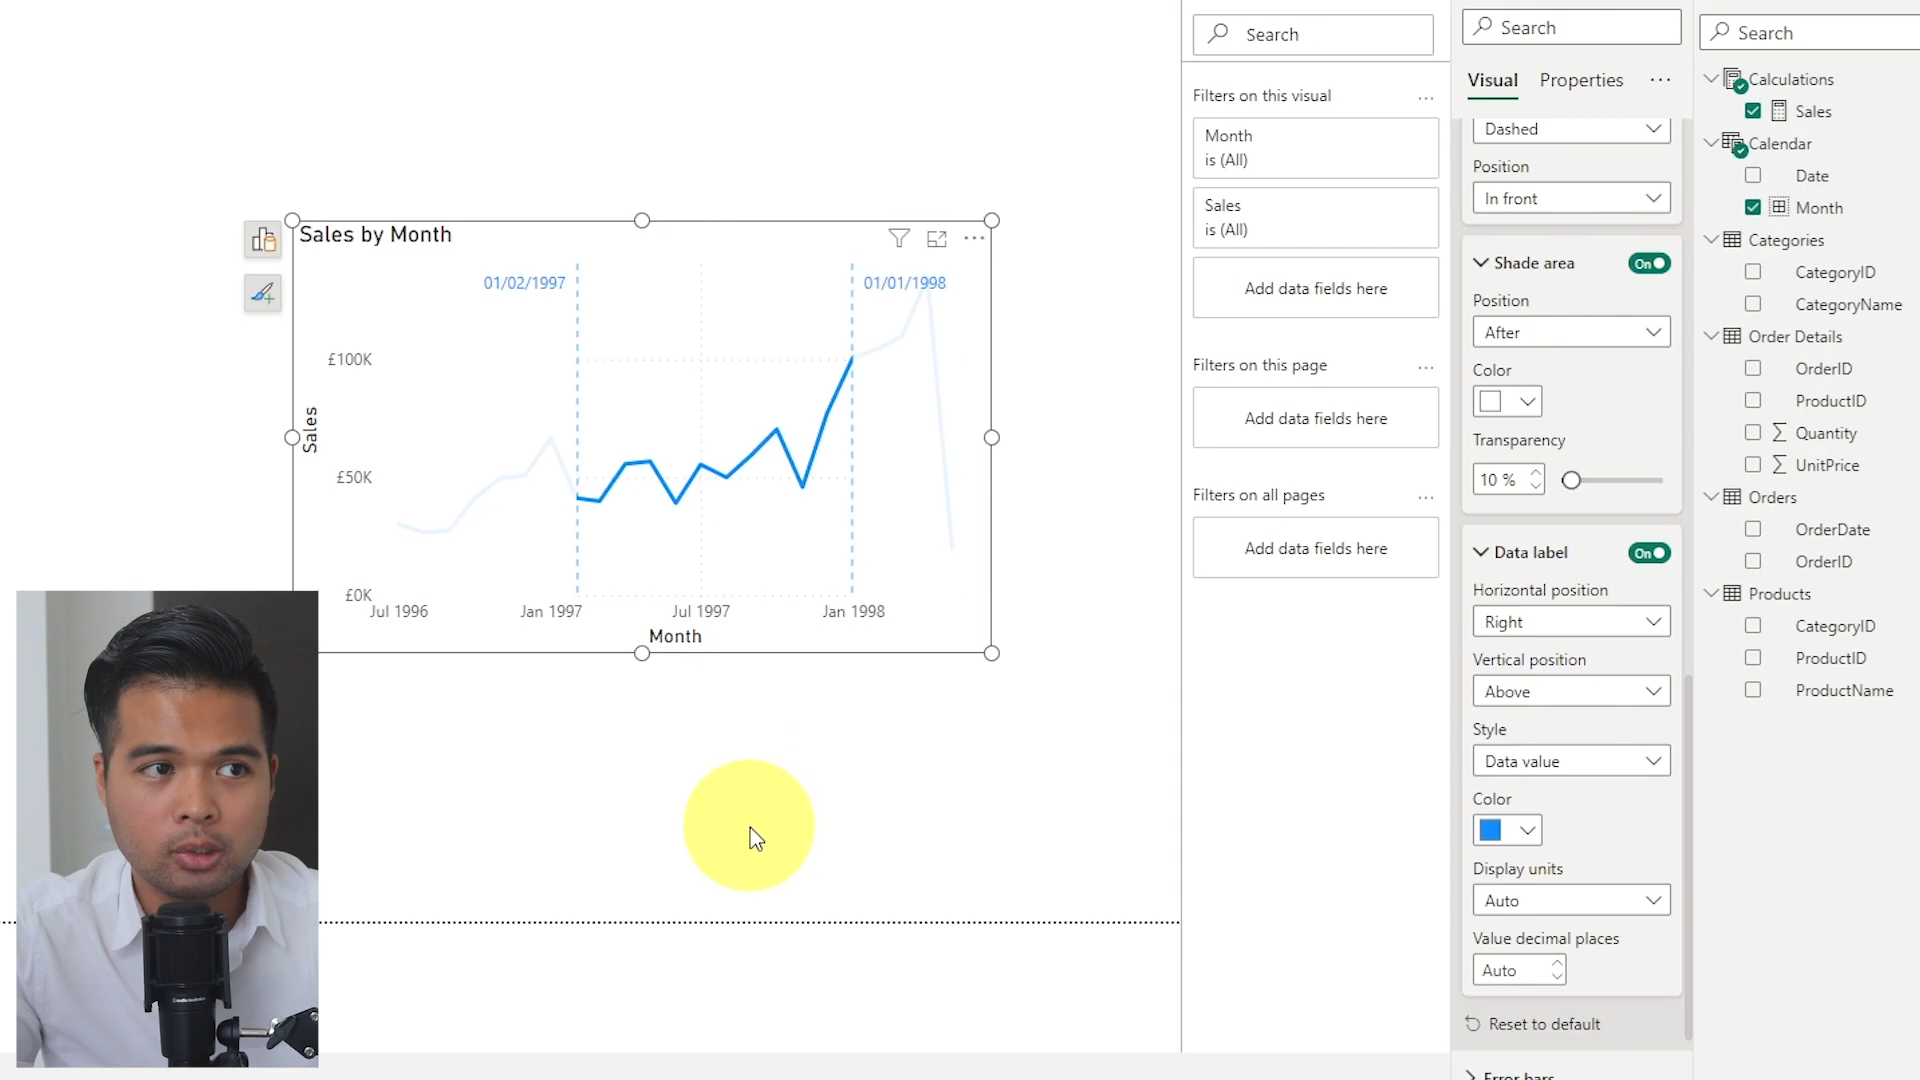 Sales by Month
01/02/1997
01/01/1998
£100K
£50K
£0K
Sales
Jul 1996
Jan 1997
Jul 1997
Jan 1998
Month
Search
Filters on this visual
...
Month
is (All)
Sales
is (All)
Add data fields here
Filters on this page
...
Add data fields here
Filters on all pages
...
Add data fields here
Search
Visual
Properties
...
Dashed
Position
In front
Shade area
On
Position
After
Color
Transparency
10 %
Data label
On
Horizontal position
Right
Vertical position
Above
Style
Data value
Color
Display units
Auto
Value decimal places
Auto
Reset to default
Error bars
Search
Calculations
Sales
Calendar
Date
Month
Categories
CategoryID
CategoryName
Order Details
OrderID
ProductID
Quantity
UnitPrice
Orders
OrderDate
OrderID
Products
CategoryID
ProductID
ProductName
audio-technica